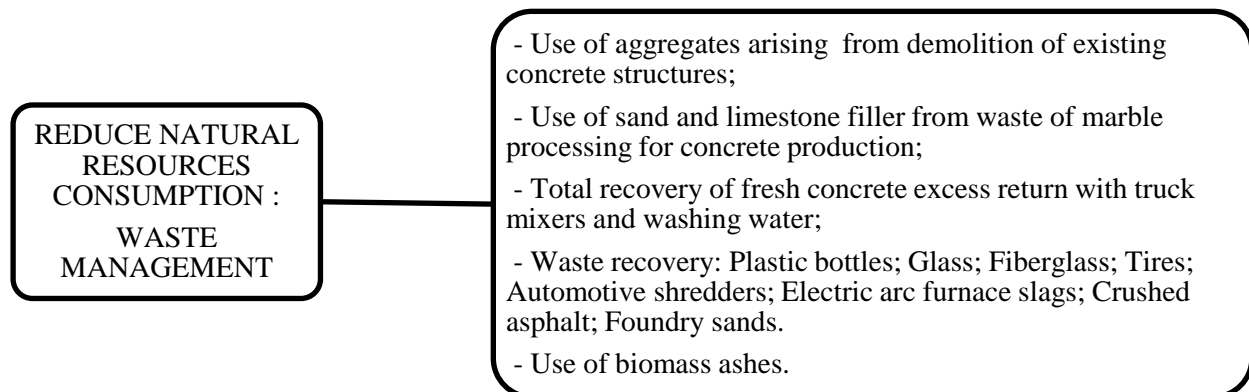 REDUCE NATURAL
RESOURCES
CONSUMPTION :
WASTE
MANAGEMENT
- Use of aggregates arising from demolition of existing
concrete structures;
- Use of sand and limestone filler from waste of marble
processing for concrete production;
- Total recovery of fresh concrete excess return with truck
mixers and washing water;
- Waste recovery: Plastic bottles; Glass; Fiberglass; Tires;
Automotive shredders; Electric arc furnace slags; Crushed
asphalt; Foundry sands.
- Use of biomass ashes.